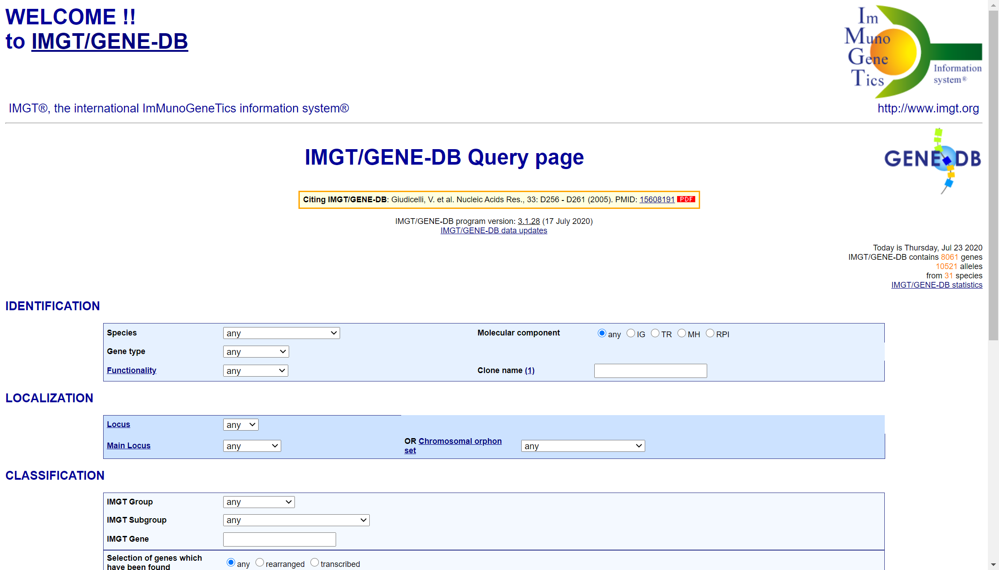 WELCOME !!
to IMGT/GENE-DB
Im
Muno
Gene
Tics
Information
system®
IMGT®, the international ImMunoGeneTics information system®
http://www.imgt.org
IMGT/GENE-DB Query page
GENE DB
Citing IMGT/GENE-DB: Giudicelli, V. et al. Nucleic Acids Res., 33: D256 - D261 (2005). PMID: 15608191 PDF
IMGT/GENE-DB program version: 3.1.28 (17 July 2020)
IMGT/GENE-DB data updates
Today is Thursday, Jul 23 2020
IMGT/GENE-DB contains 8061 genes
10521 alleles
from 31 species
IMGT/GENE-DB statistics
IDENTIFICATION
Species any Molecular component any IG TR MH RPI
Gene type any
Functionality any Clone name (1)
LOCALIZATION
Locus any
Main Locus any OR Chromosomal orphon set any
CLASSIFICATION
IMGT Group any
IMGT Subgroup any
IMGT Gene
Selection of genes which
have been found any rearranged transcribed